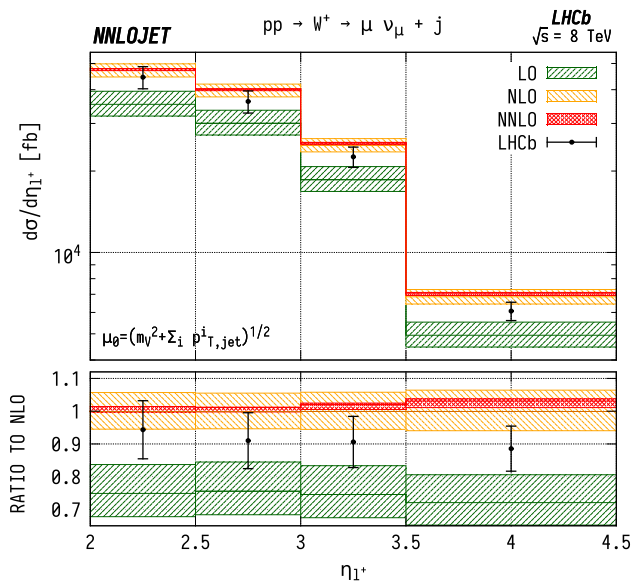 NNLOJET
pp → W⁺ → μ ν_μ + j
LHCb
√s = 8 TeV
LO
NLO
NNLO
LHCb
dσ/dη_l⁺ [fb]
10⁴
μ₀=(m_V²+Σ_i pⁱ_T,jet)^1/2
RATIO TO NLO
1.1
1
0.9
0.8
0.7
2
2.5
3
3.5
4
4.5
η_l⁺